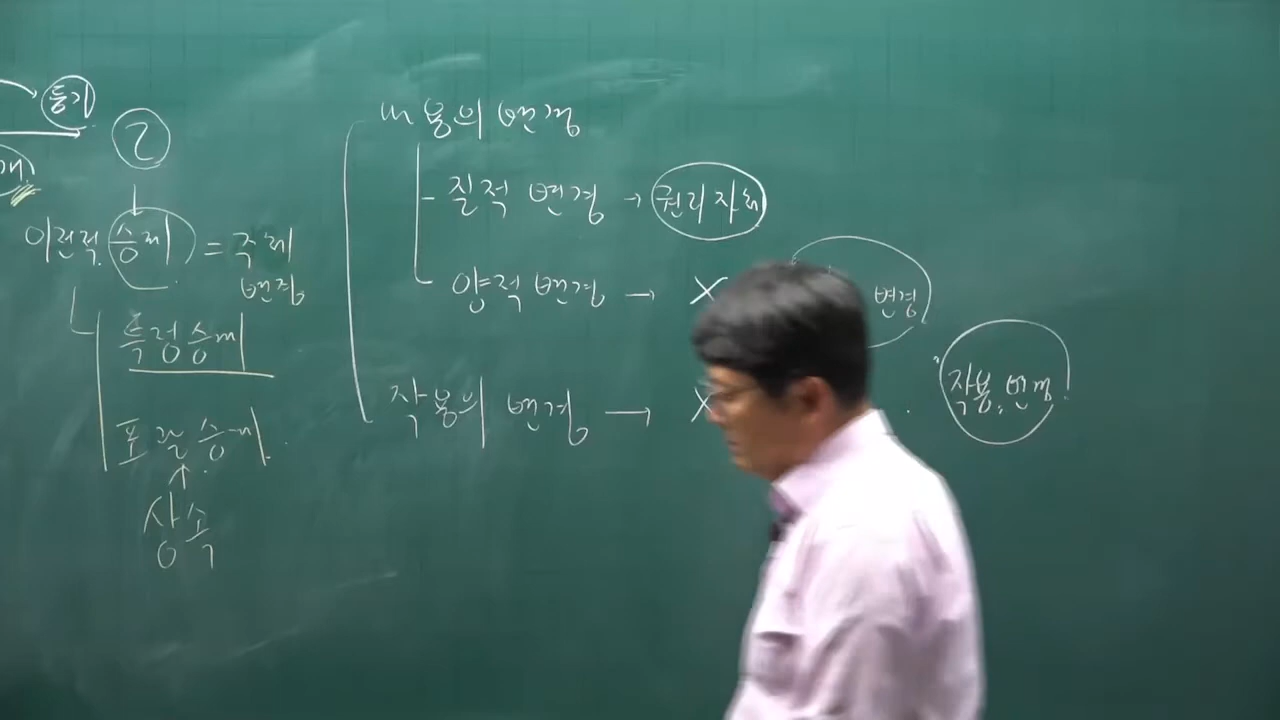 등기
2
이전적 승계 = 주체
변경
특정승계
포괄승계
상속
내용의 변경
질적 변경 → 권리 자체
양적 변경 → X 변경
작용의 변경 → X
작용, 변경